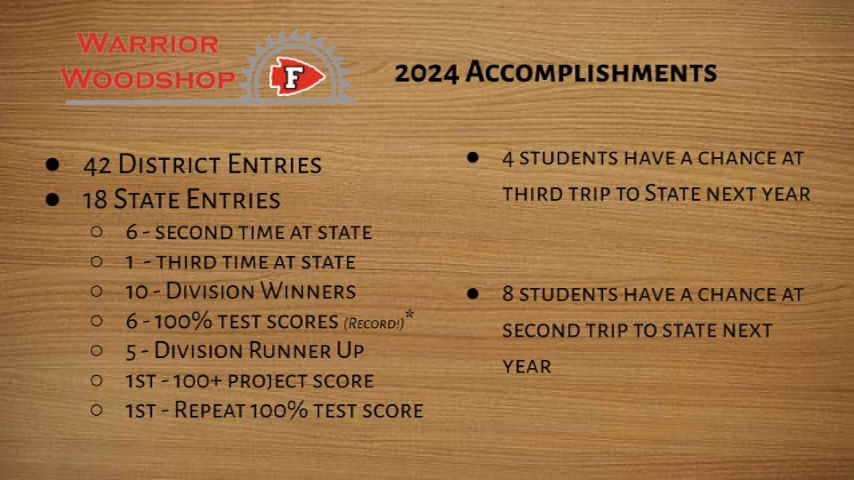 Warrior
Woodshop
F
2024 Accomplishments
● 42 District Entries
● 18 State Entries
○ 6 - second time at state
○ 1 - third time at state
○ 10 - Division Winners
○ 6 - 100% test scores (Record!)*
○ 5 - Division Runner Up
○ 1st - 100+ project score
○ 1st - Repeat 100% test score
● 4 students have a chance at
third trip to State next year
● 8 students have a chance at
second trip to state next
year